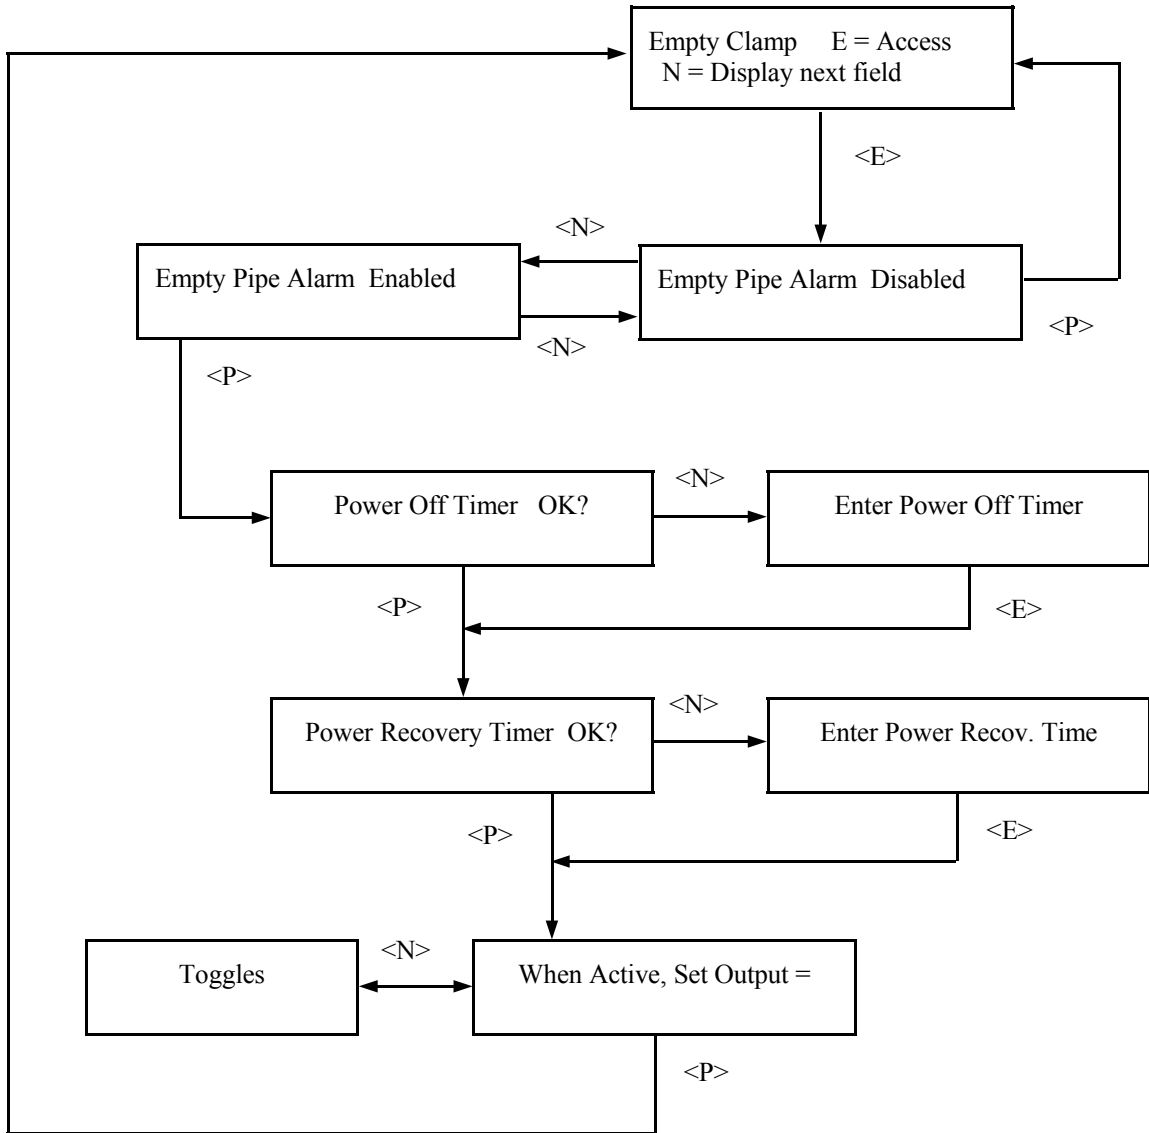 Empty Clamp E = Access
N = Display next field
<E>
<N>
Empty Pipe Alarm Enabled
Empty Pipe Alarm Disabled
<N>
<P>
<P>
Power Off Timer OK?
<N>
Enter Power Off Timer
<P>
<E>
Power Recovery Timer OK?
<N>
Enter Power Recov. Time
<P>
<E>
Toggles
<N>
When Active, Set Output =
<P>